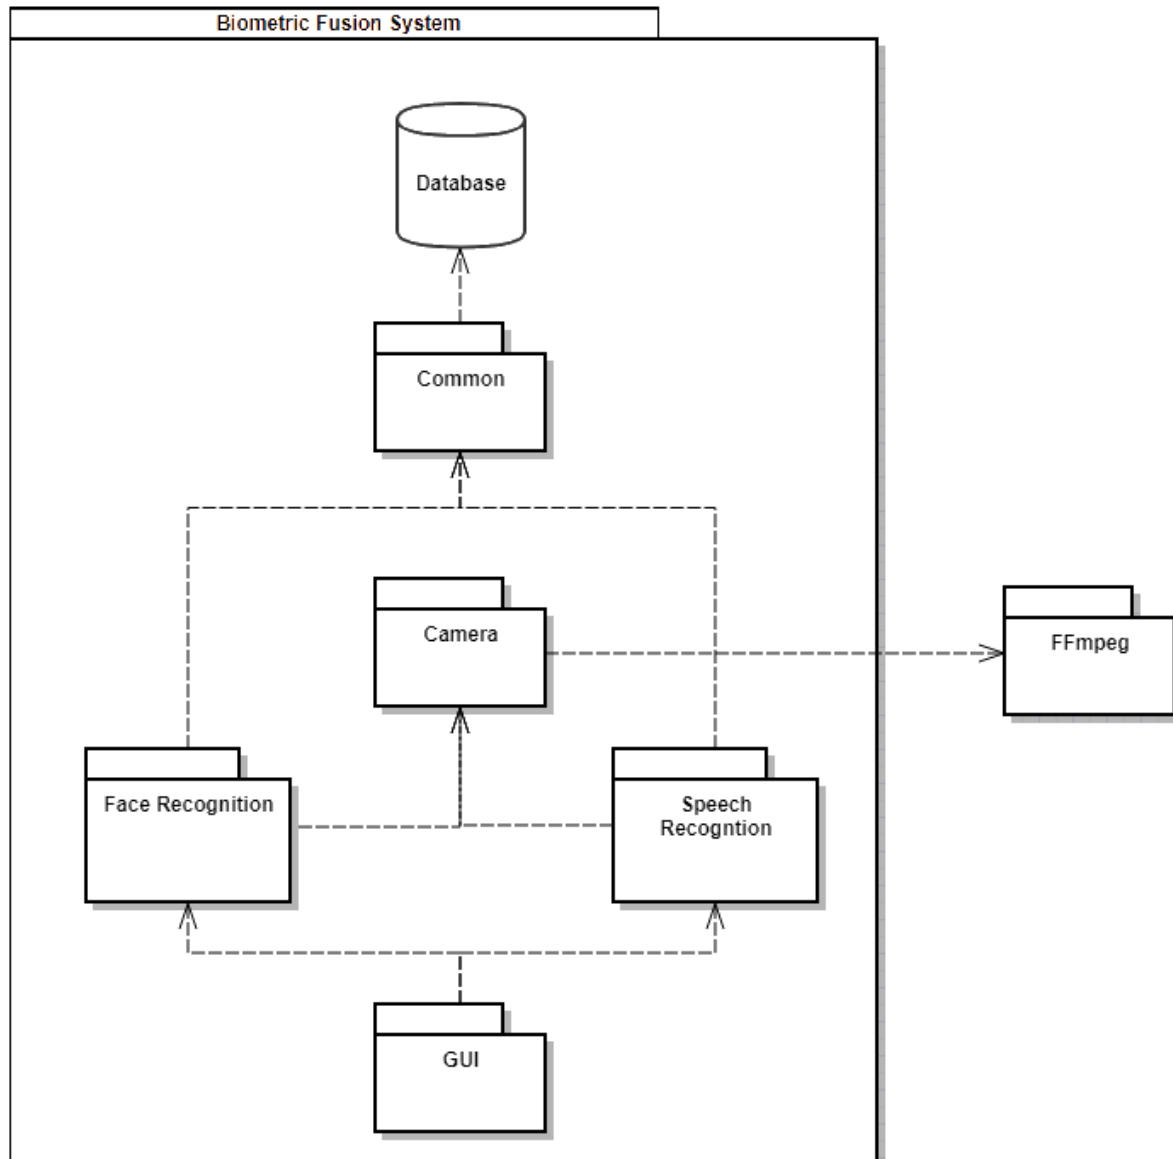 Biometric Fusion System
Database
Common
Camera
FFmpeg
Face Recognition
Speech
Recogntion
GUI